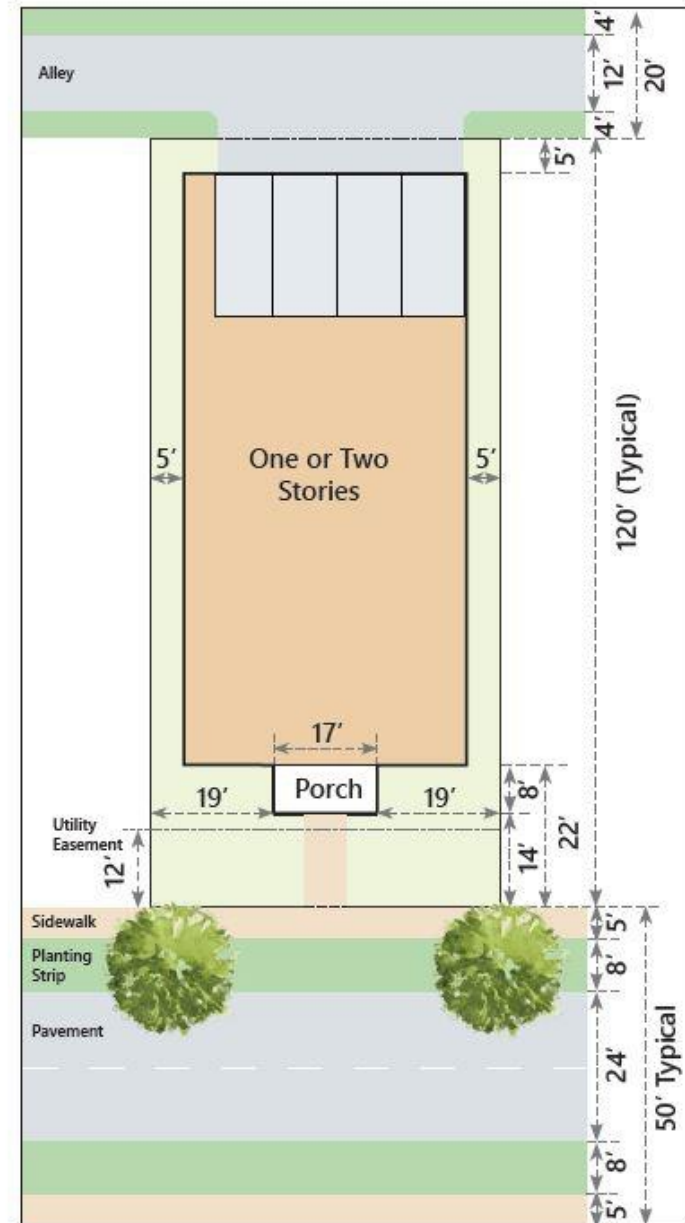 4'
Alley
12'
20'
4'
5'
120' (Typical)
5'
One or Two
Stories
5'
17'
Porch
19'
19'
8'
22'
14'
Utility
Easement
12'
Sidewalk
5'
Planting
Strip
8'
Pavement
24'
50' Typical
8'
5'